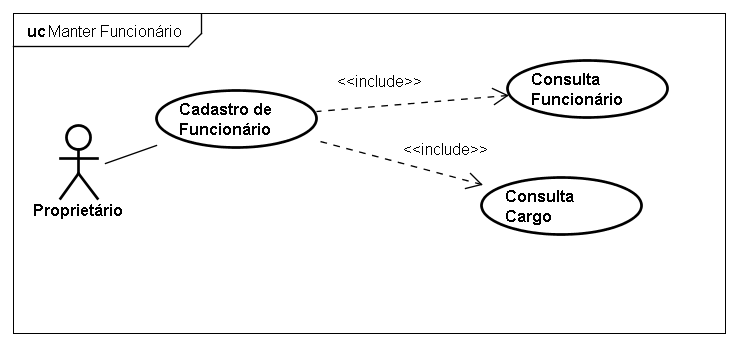 uc Manter Funcionário
<<include>>
Consulta
Funcionário
Cadastro de
Funcionário
<<include>>
Proprietário
Consulta
Cargo